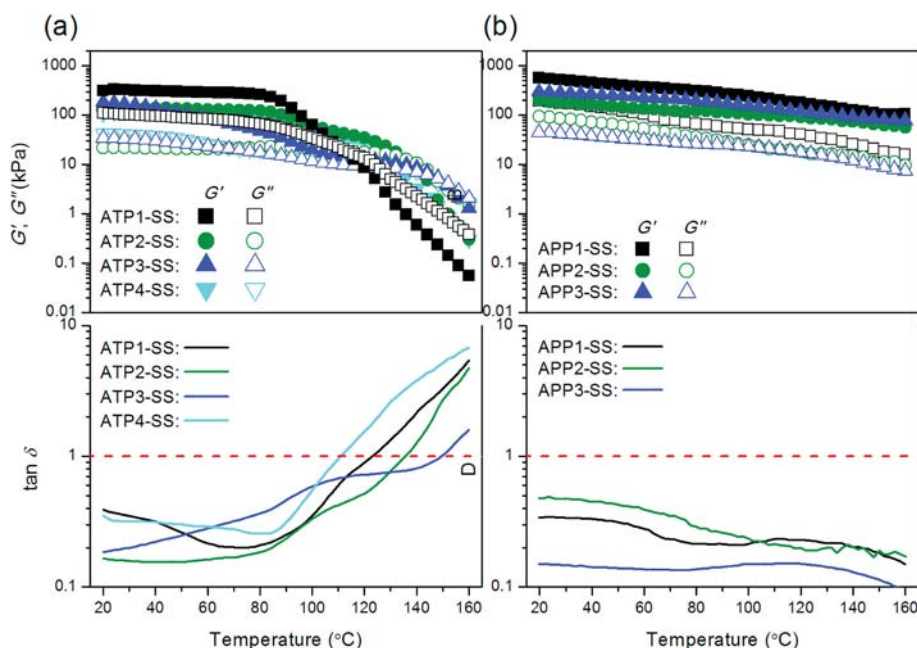 (a)
(b)
1000
100
10
1
0.1
0.01
G', G'' (kPa)
G' G''
ATP1-SS:
ATP2-SS:
ATP3-SS:
ATP4-SS:
B
G' G''
APP1-SS:
APP2-SS:
APP3-SS:
1000
100
10
1
0.1
0.01
10
1
0.1
tan δ
ATP1-SS:
ATP2-SS:
ATP3-SS:
ATP4-SS:
D
APP1-SS:
APP2-SS:
APP3-SS:
10
1
0.1
20 40 60 80 100 120 140 160
Temperature (°C)
20 40 60 80 100 120 140 160
Temperature (°C)